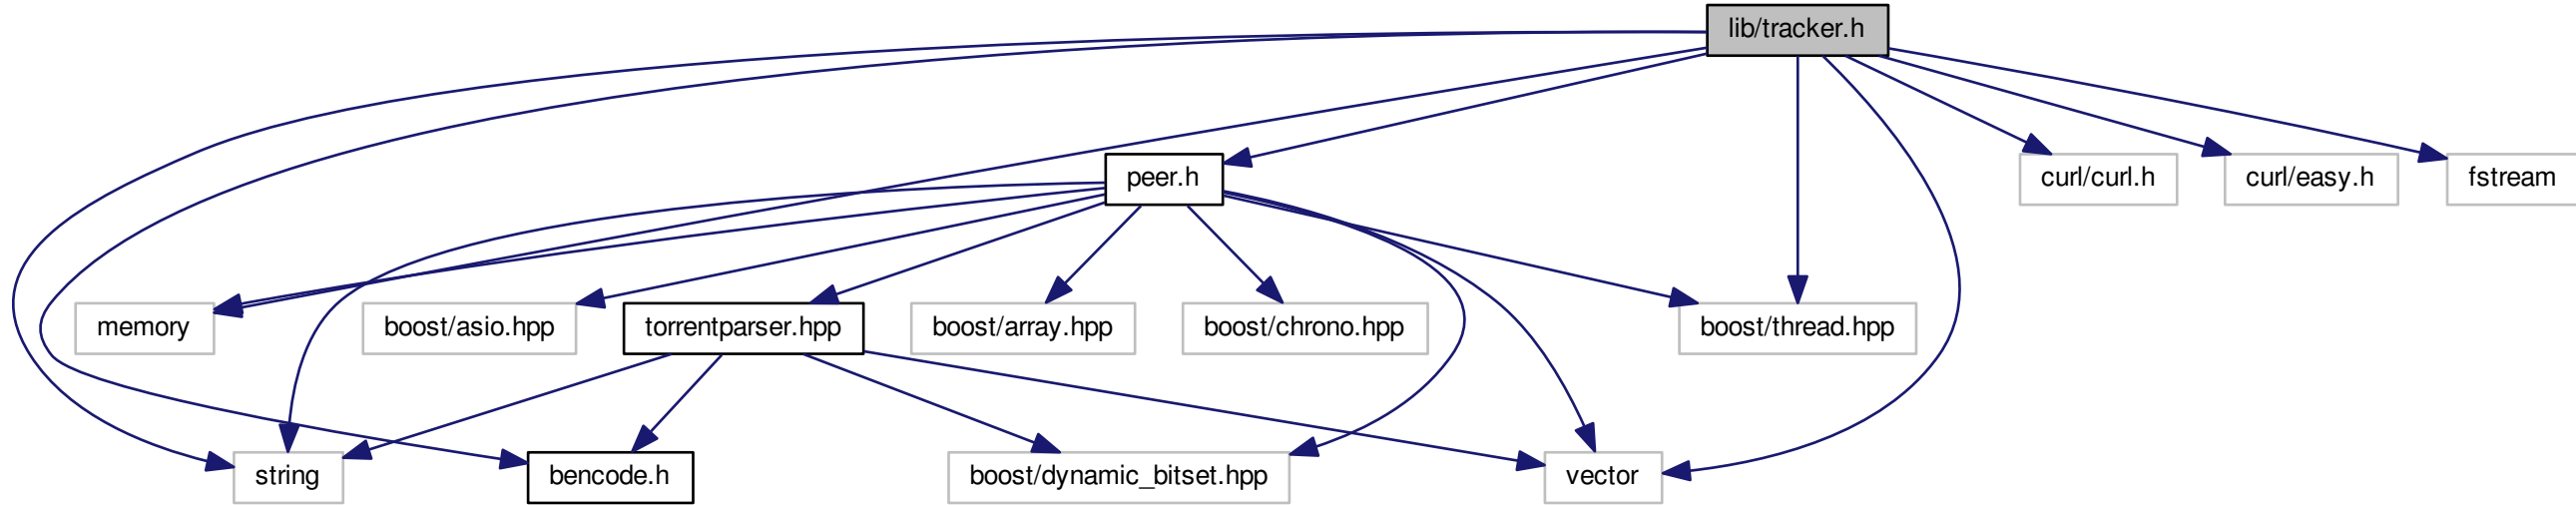 lib/tracker.h
peer.h
curl/curl.h
curl/easy.h
fstream
memory
boost/asio.hpp
torrentparser.hpp
boost/array.hpp
boost/chrono.hpp
boost/thread.hpp
string
bencode.h
boost/dynamic_bitset.hpp
vector